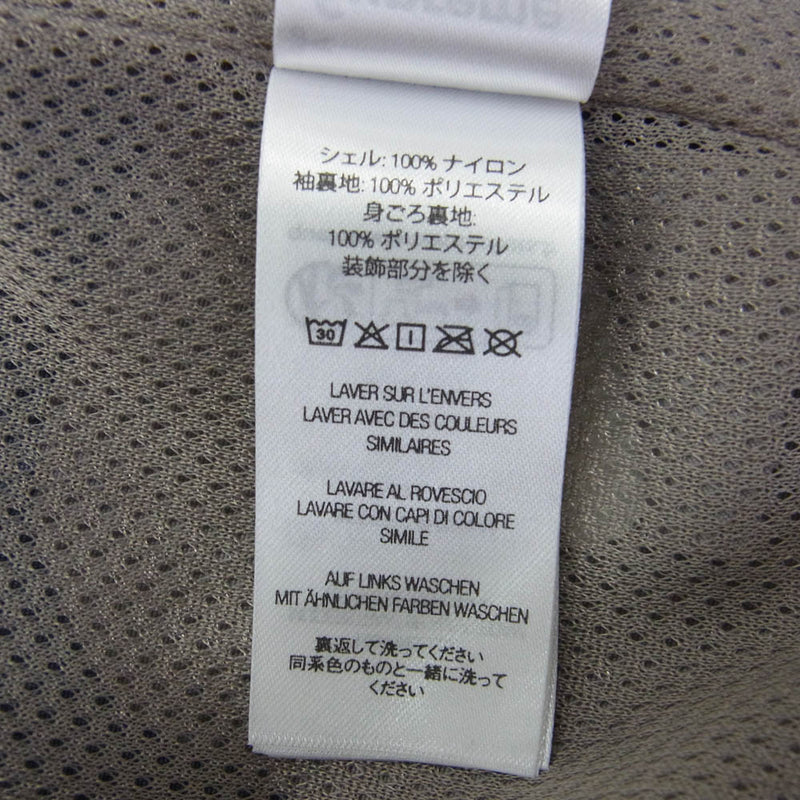 シェル: 100% ナイロン
袖裏地: 100% ポリエステル
身ごろ裏地:
100% ポリエステル
装飾部分を除く
30
LAVER SUR L'ENVERS
LAVER AVEC DES COULEURS
SIMILAIRES
LAVARE AL ROVESCIO
LAVARE CON CAPI DI COLORE
SIMILE
AUF LINKS WASCHEN
MIT ÄHNLICHEN FARBEN WASCHEN
裏返して洗ってください
同系色のものと一緒に洗って
ください